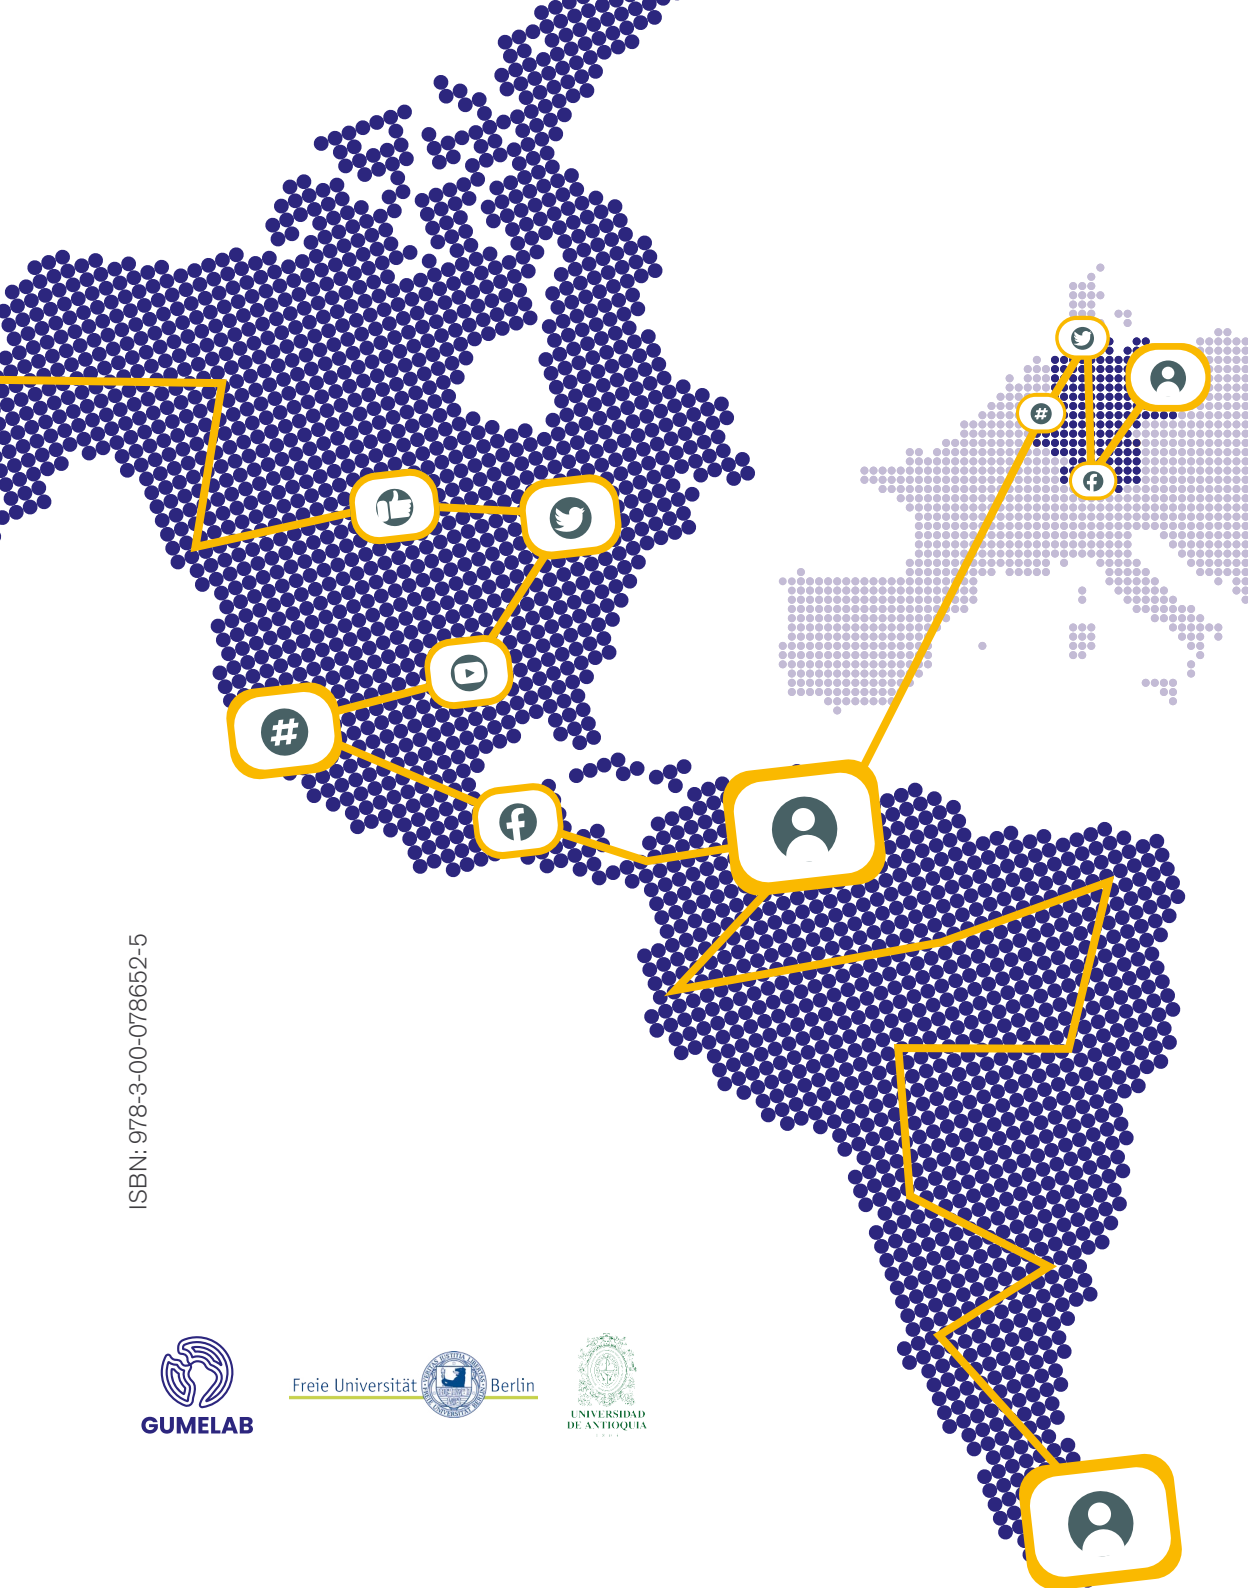 ISBN: 978-3-00-078652-5
GUMELAB
Freie Universität Berlin
UNIVERSIDAD
DE ANTIOQUIA